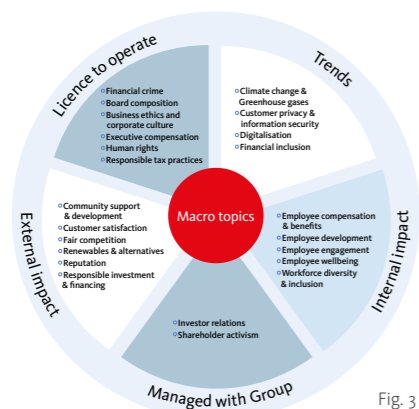 Licence to operate
Financial crime
Board composition
Business ethics and
corporate culture
Executive compensation
Human rights
Responsible tax practices
Trends
Climate change &
Greenhouse gases
Customer privacy &
information security
Digitalisation
Financial inclusion
Macro topics
External impact
Community support
& development
Customer satisfaction
Fair competition
Renewables & alternatives
Reputation
Responsible investment
& financing
Internal impact
Employee compensation
& benefits
Employee development
Employee engagement
Employee wellbeing
Workforce diversity
& inclusion
Investor relations
Shareholder activism
Managed with Group
Fig. 3